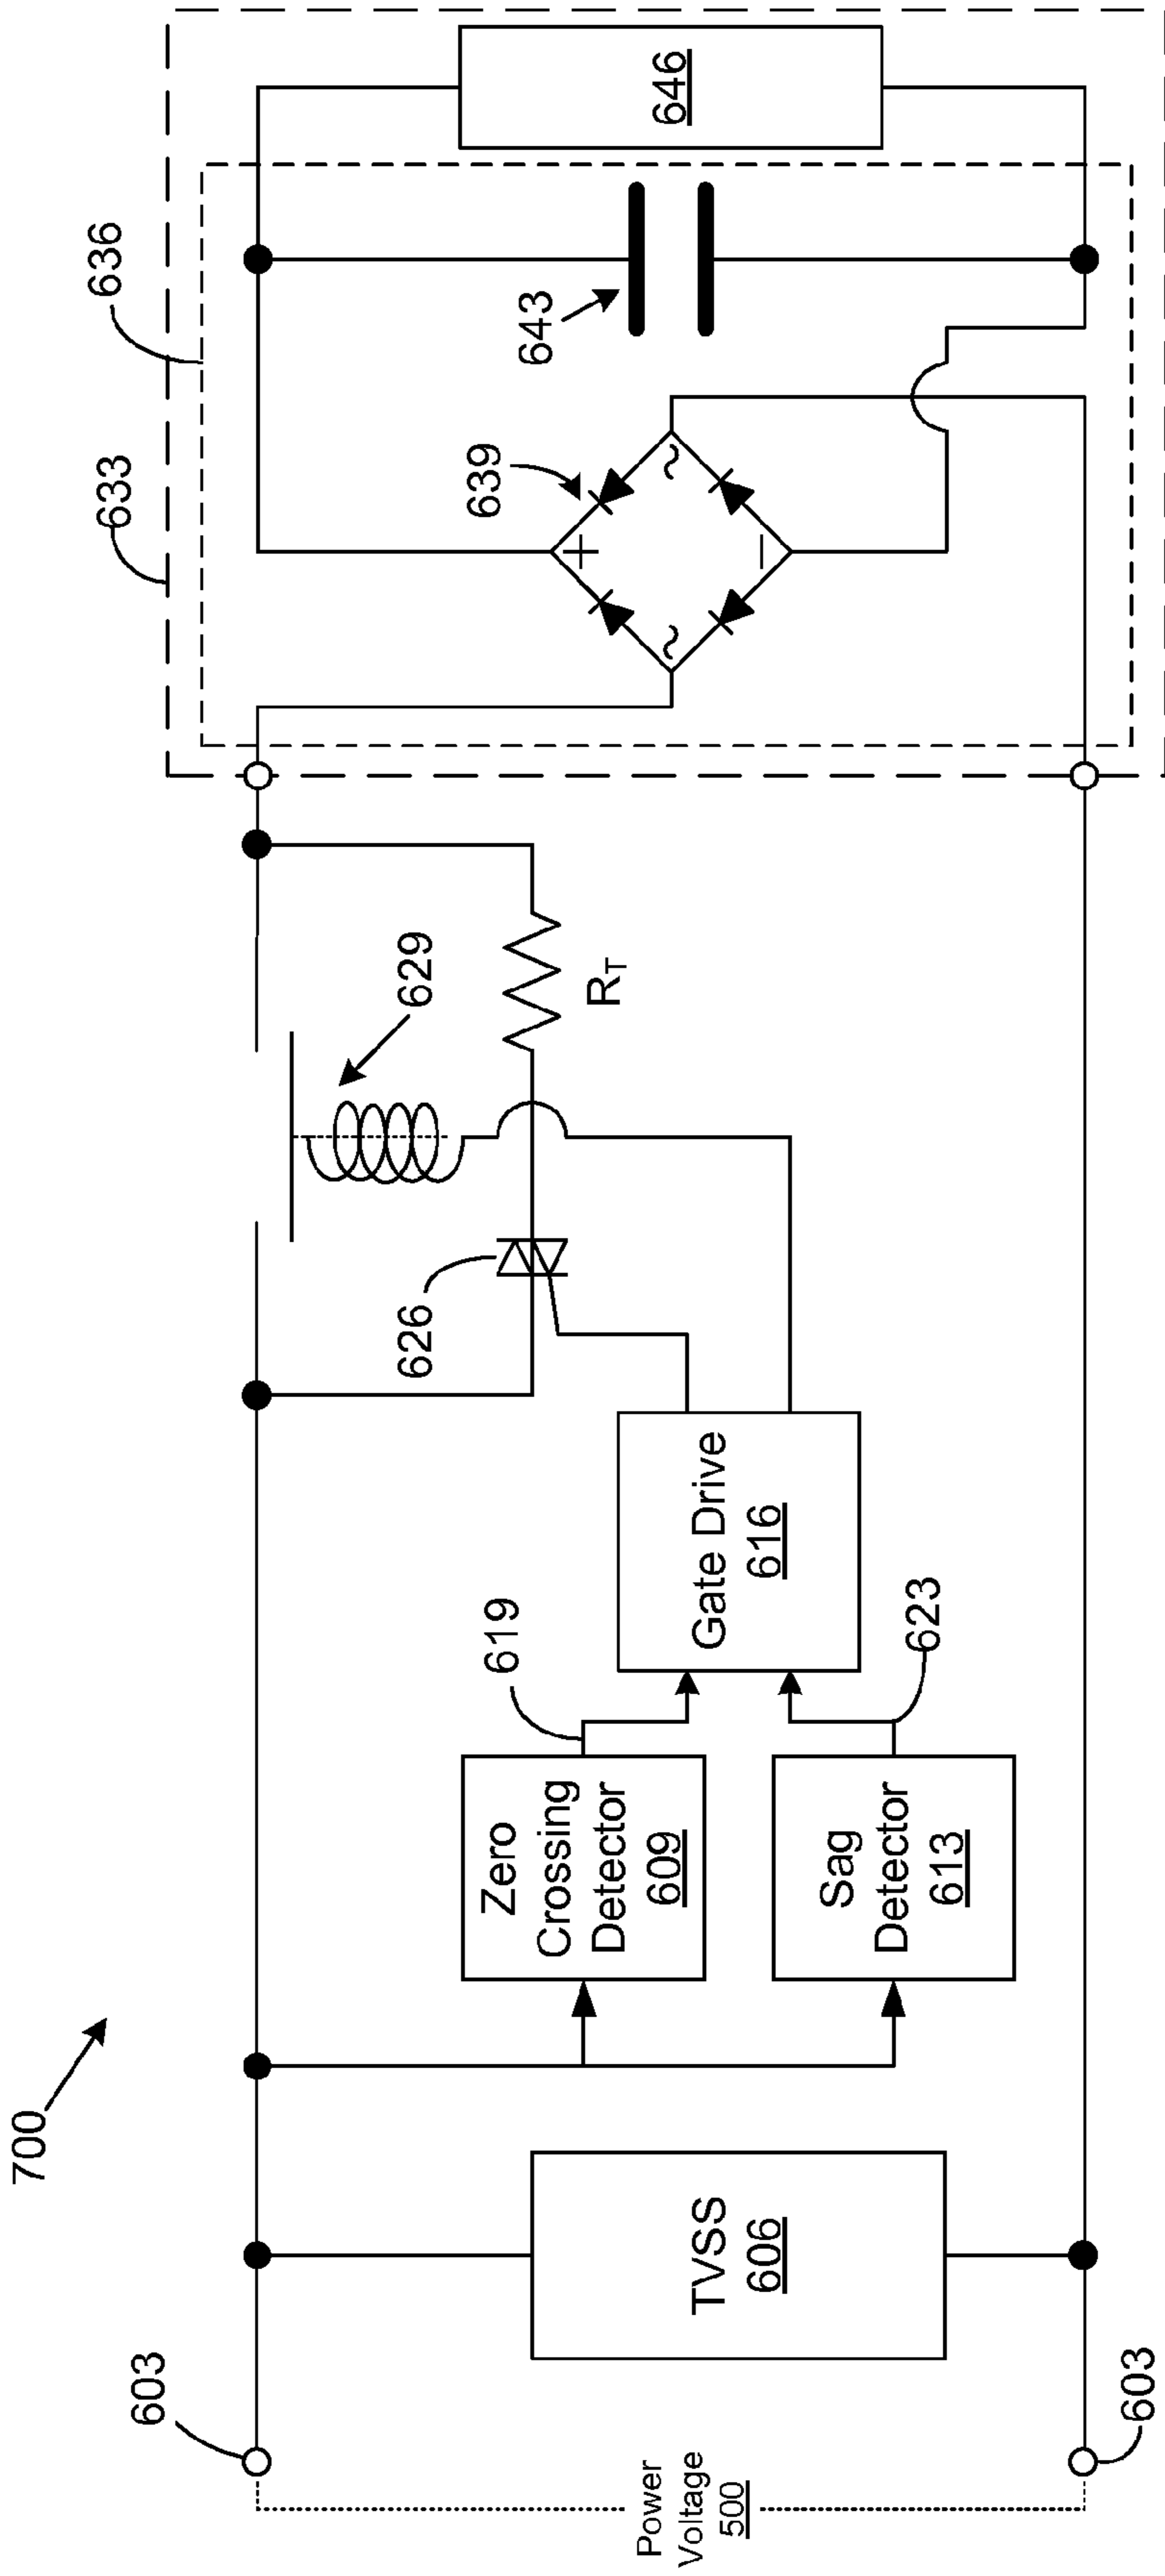 700
603
Power
Voltage
500
603
TVSS
606
Zero
Crossing
Detector
609
Sag
Detector
613
619
623
Gate Drive
616
626
629
R_T
633
636
639
~
+
−
~
643
646